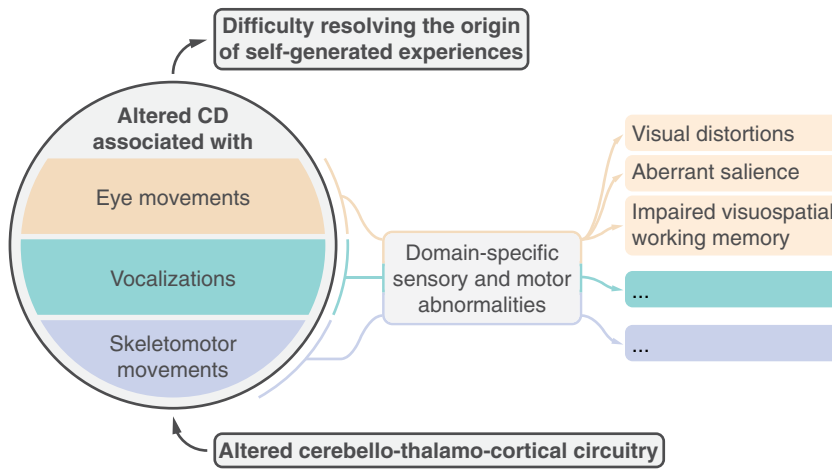 Difficulty resolving the origin
of self-generated experiences
Altered CD
associated with
Eye movements
Vocalizations
Skeletomotor
movements
Domain-specific
sensory and motor
abnormalities
Visual distortions
Aberrant salience
Impaired visuospatial
working memory
...
...
Altered cerebello-thalamo-cortical circuitry